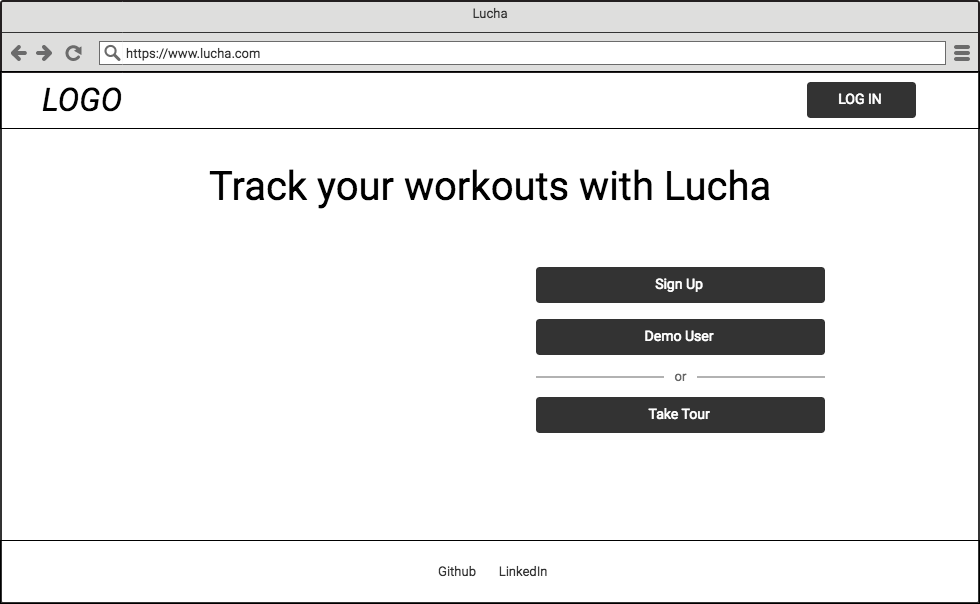 Lucha
https://www.lucha.com
LOGO
LOG IN
Track your workouts with Lucha
Sign Up
Demo User
or
Take Tour
Github LinkedIn